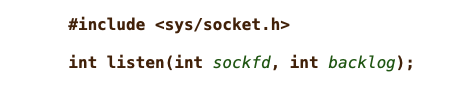 #include <sys/socket.h>
int listen(int sockfd, int backlog);